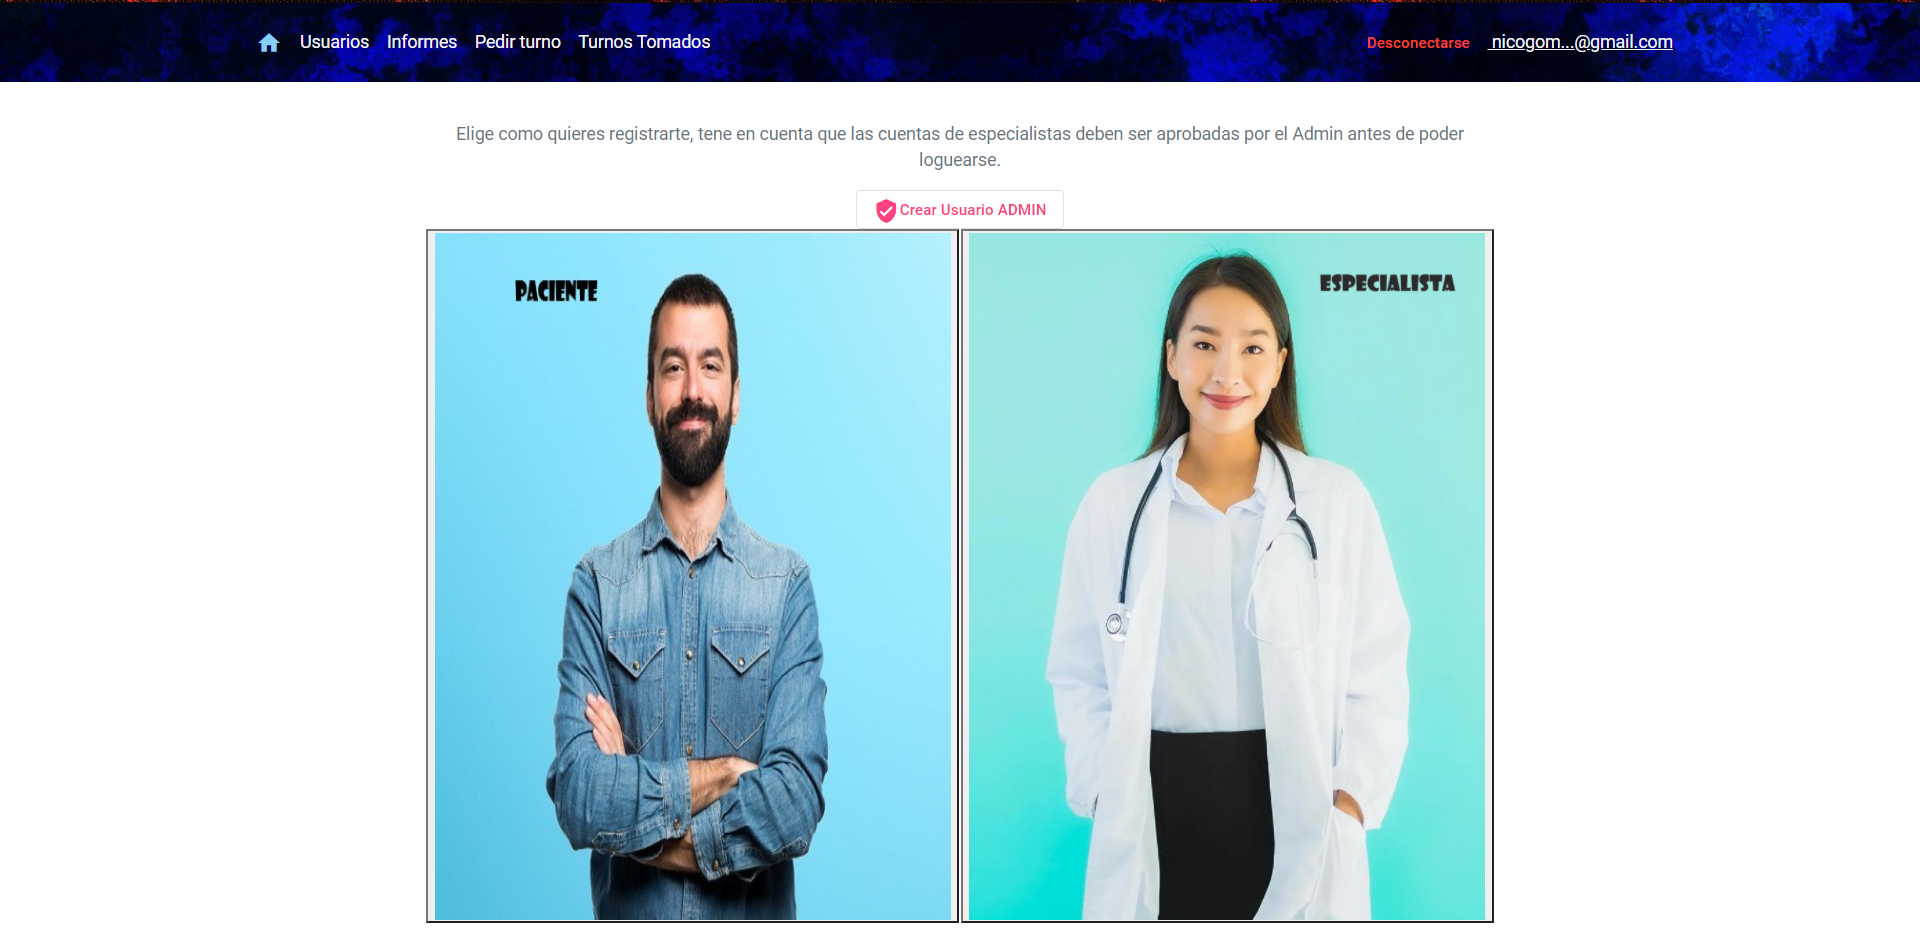 Usuarios Informes Pedir turno Turnos Tomados Desconectarse nicogom...@gmail.com
Elige como quieres registrarte, tene en cuenta que las cuentas de especialistas deben ser aprobadas por el Admin antes de poder
loguearse.
Crear Usuario ADMIN
PACIENTE
ESPECIALISTA